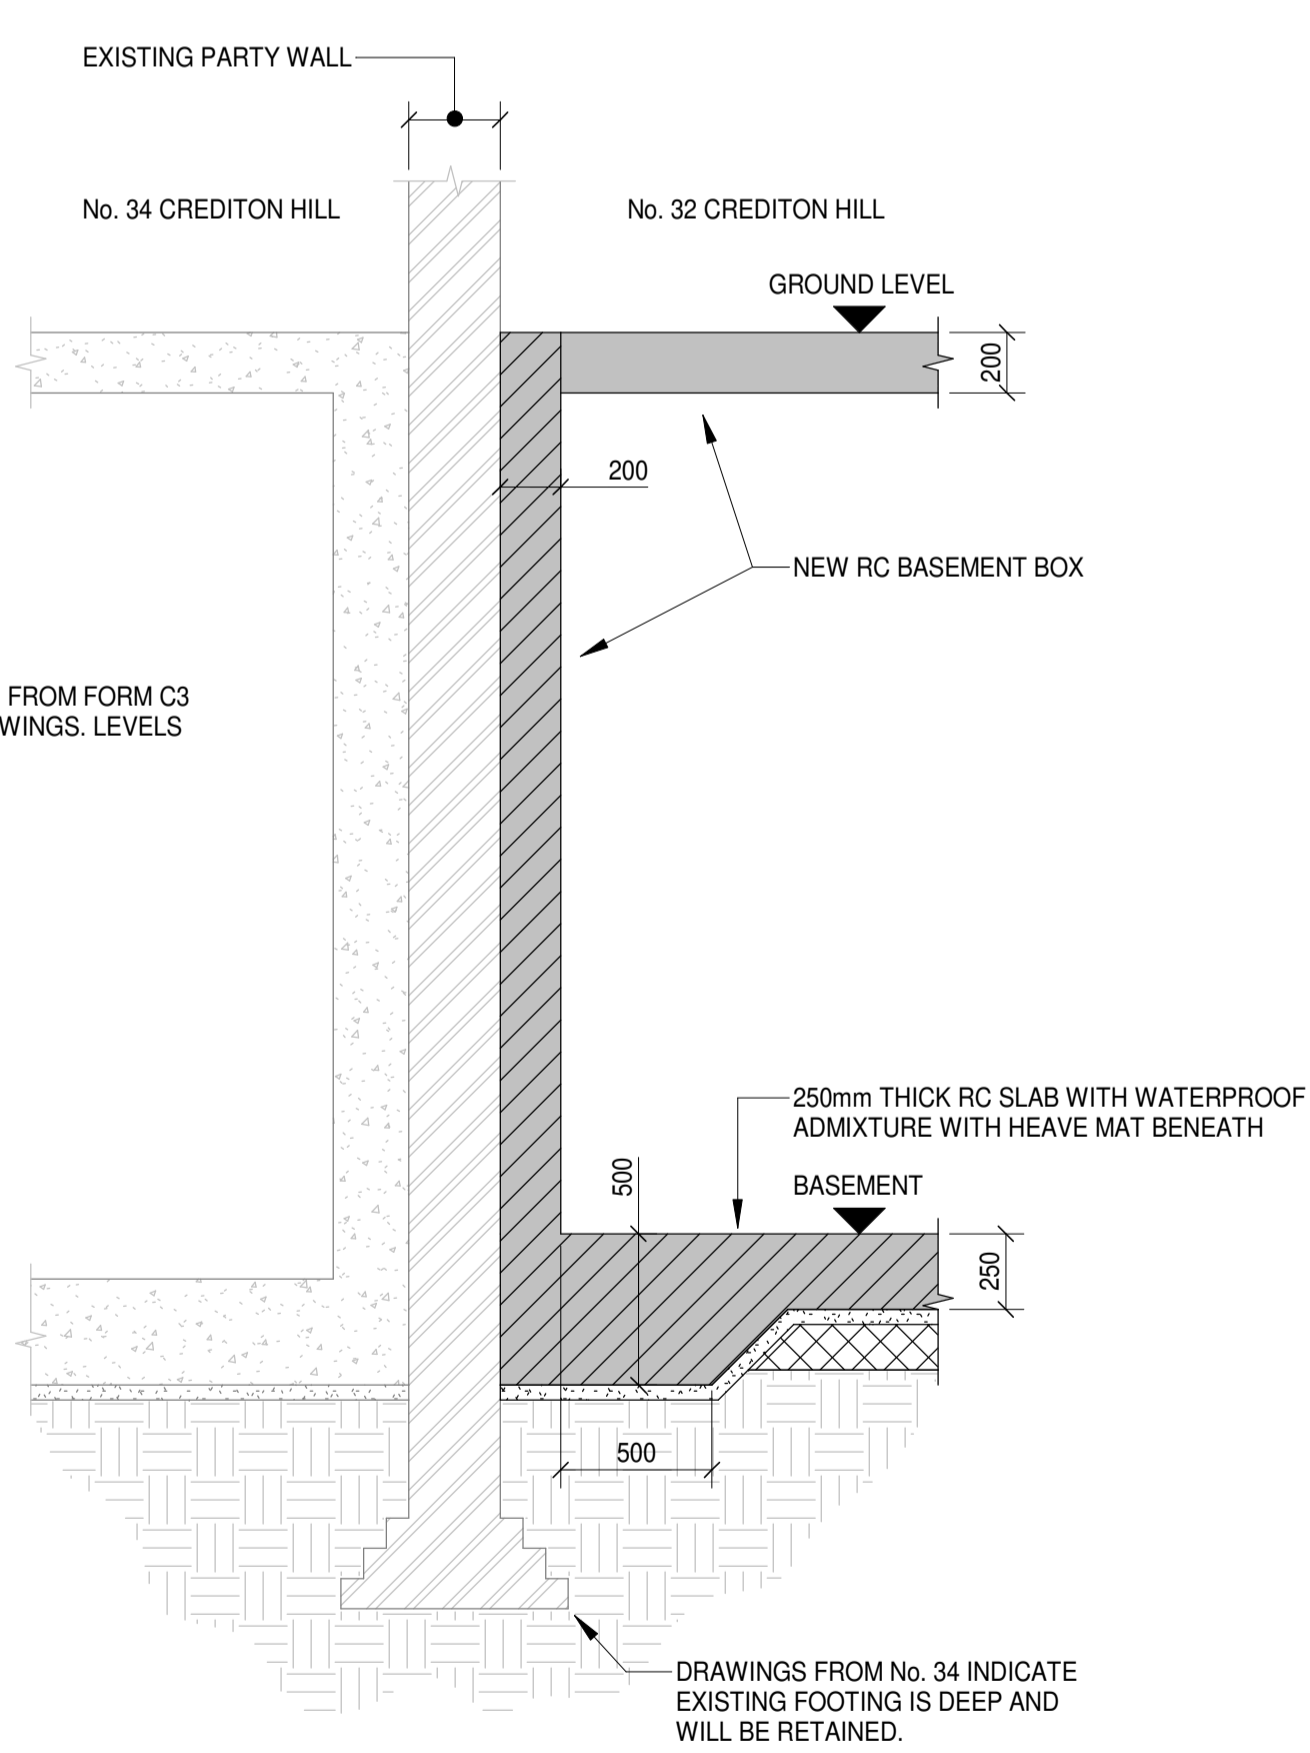 EXISTING PARTY WALL
No. 34 CREDITON HILL
No. 32 CREDITON HILL
GROUND LEVEL
200
200
NEW RC BASEMENT BOX
FROM FORM C3
WINGS. LEVELS
250mm THICK RC SLAB WITH WATERPROOF
ADMIXTURE WITH HEAVE MAT BENEATH
500
BASEMENT
250
500
DRAWINGS FROM No. 34 INDICATE
EXISTING FOOTING IS DEEP AND
WILL BE RETAINED.